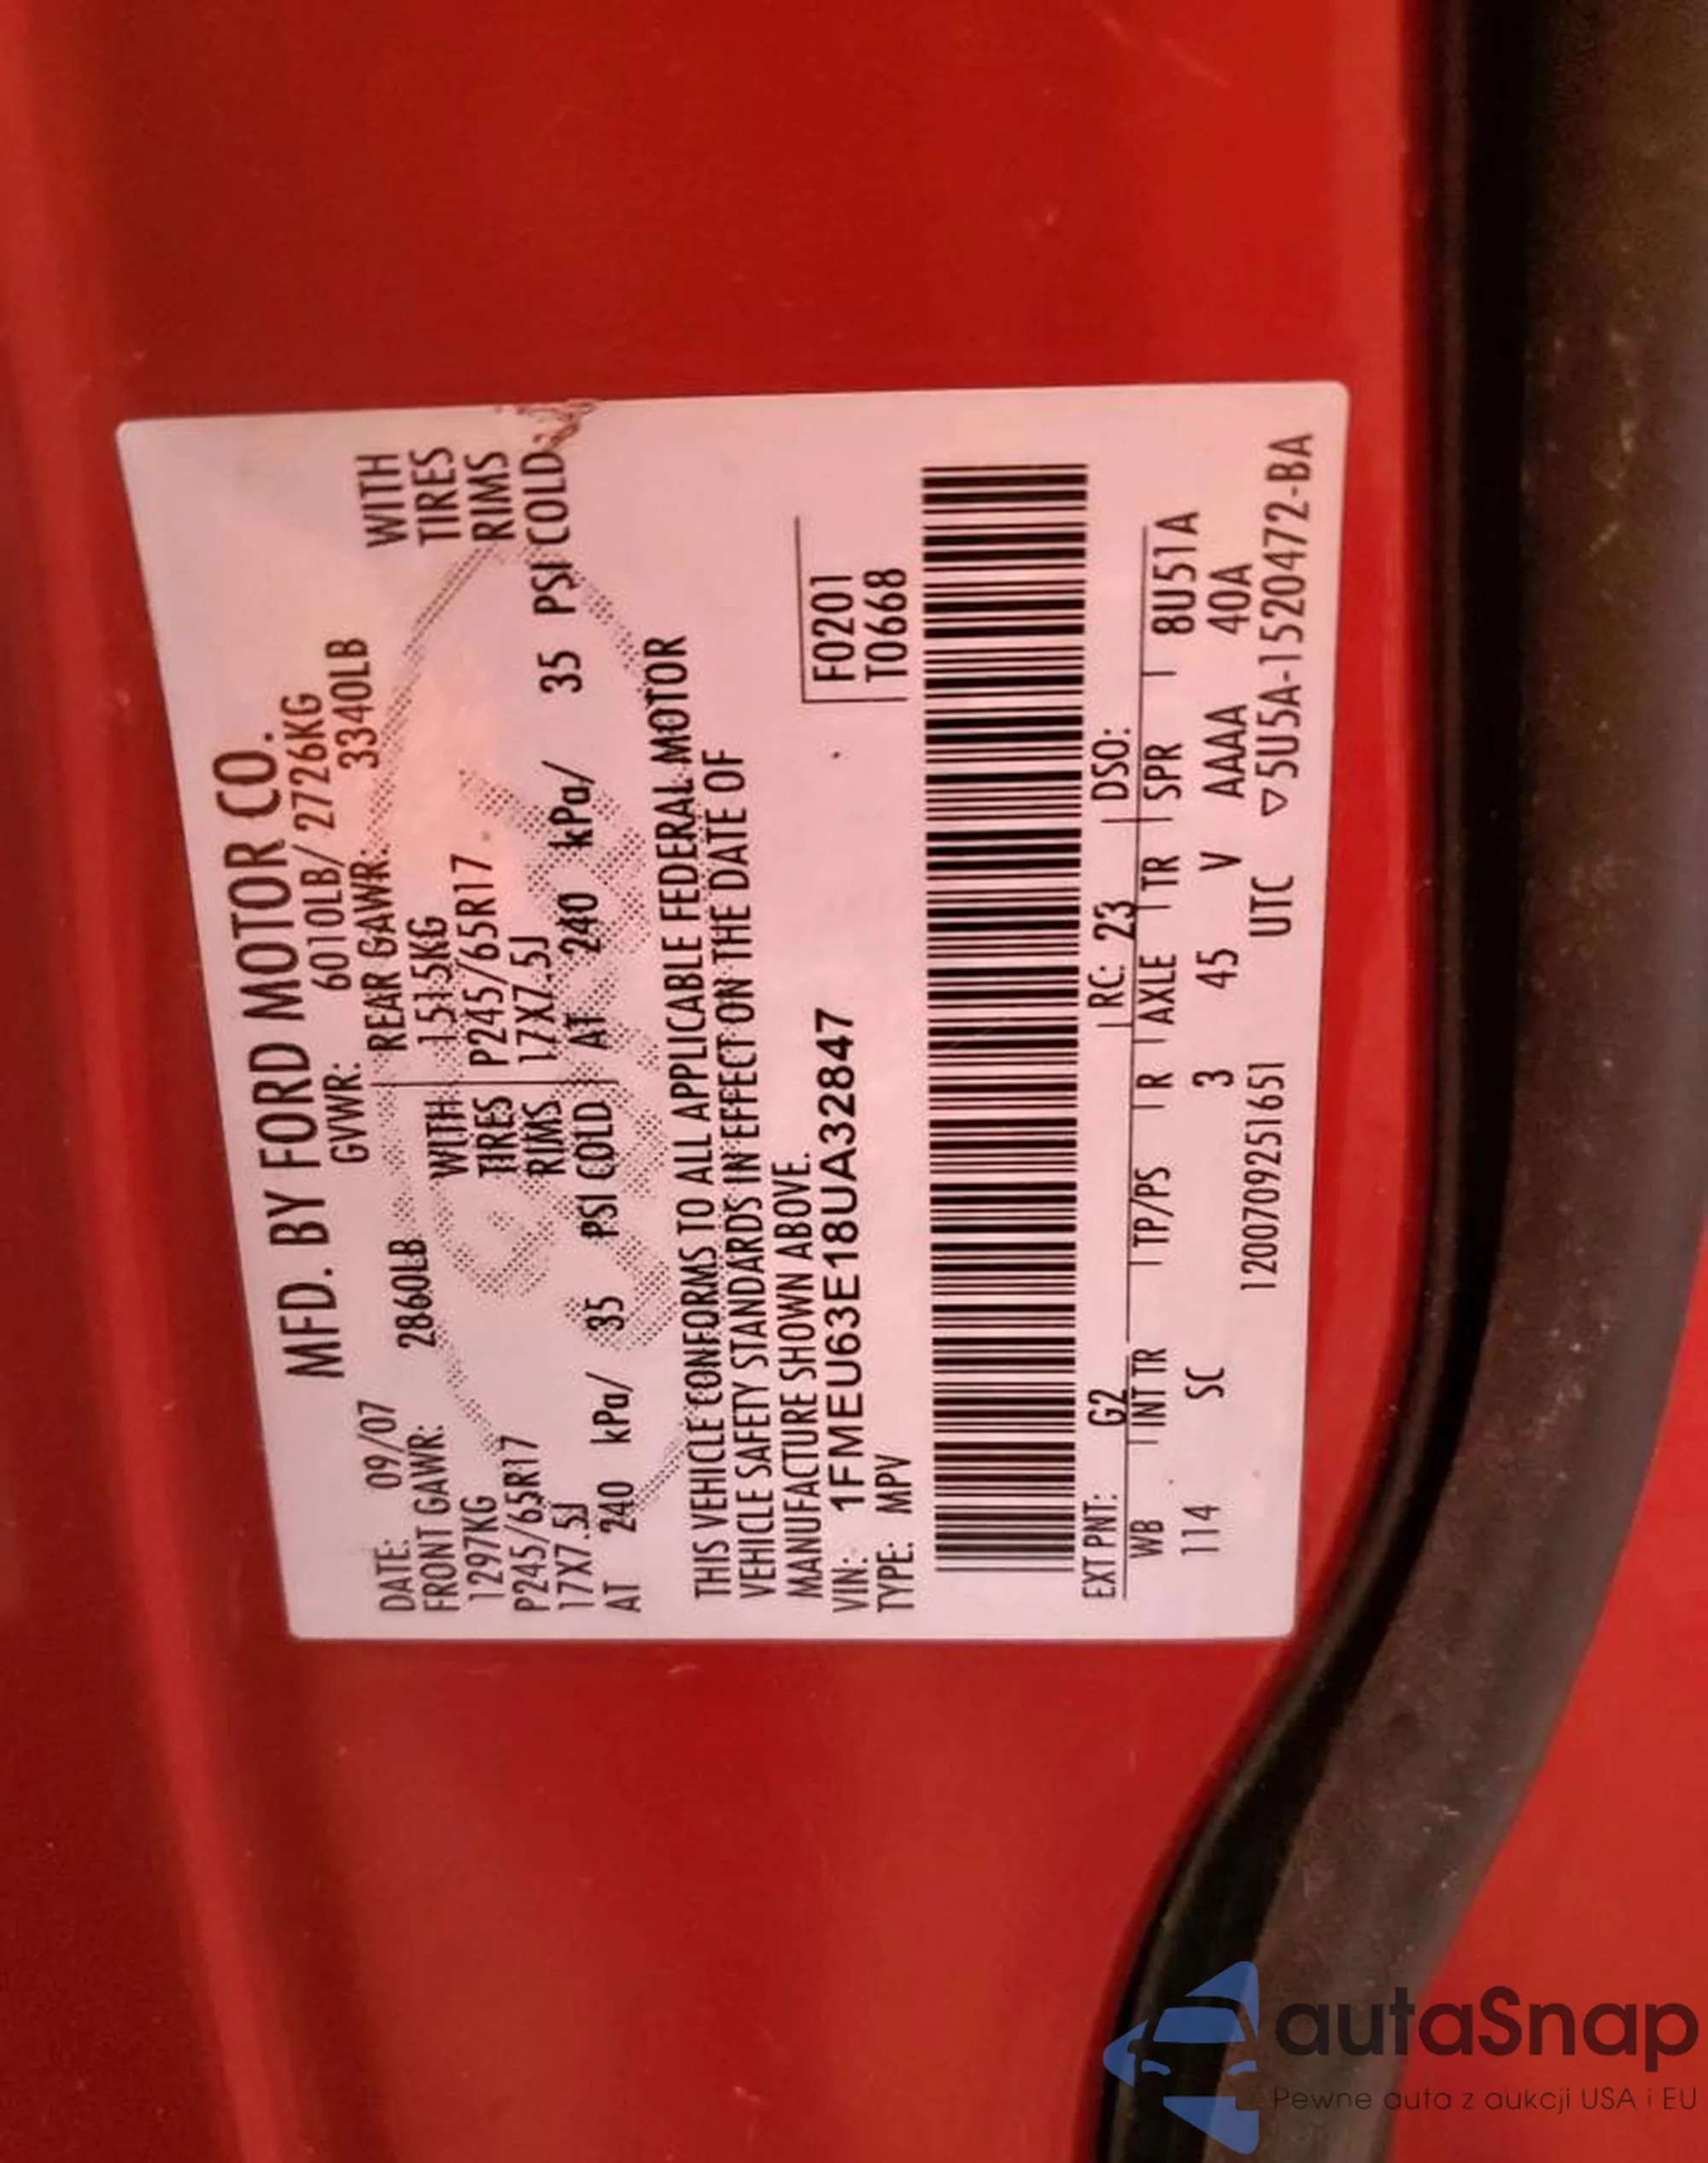 MFD. BY FORD MOTOR CO.
DATE: 09/07 GVWR: 6010LB/ 2726KG
FRONT GAWR: 2860LB REAR GAWR: 3340LB
1297KG WITH 1515KG WITH
P245/65R17 TIRES P245/65R17 TIRES
17X7.5J RIMS 17X7.5J RIMS
AT 240 kPa/ 35 PSI COLD AT 240 kPa/ 35 PSI COLD
THIS VEHICLE CONFORMS TO ALL APPLICABLE FEDERAL MOTOR
VEHICLE SAFETY STANDARDS IN EFFECT ON THE DATE OF
MANUFACTURE SHOWN ABOVE.
VIN: 1FMEU63E18UA32847 F0201
TYPE: MPV T0668
EXT PNT: G2 RC: 23 DSO:
WB INT TR TP/PS R AXLE TR SPR 8U51A
114 SC 3 45 V AAAA 40A
1200709251651 UTC ▽5U5A-1520472-BA
autaSnap
Pewne auta z aukcji USA i EU